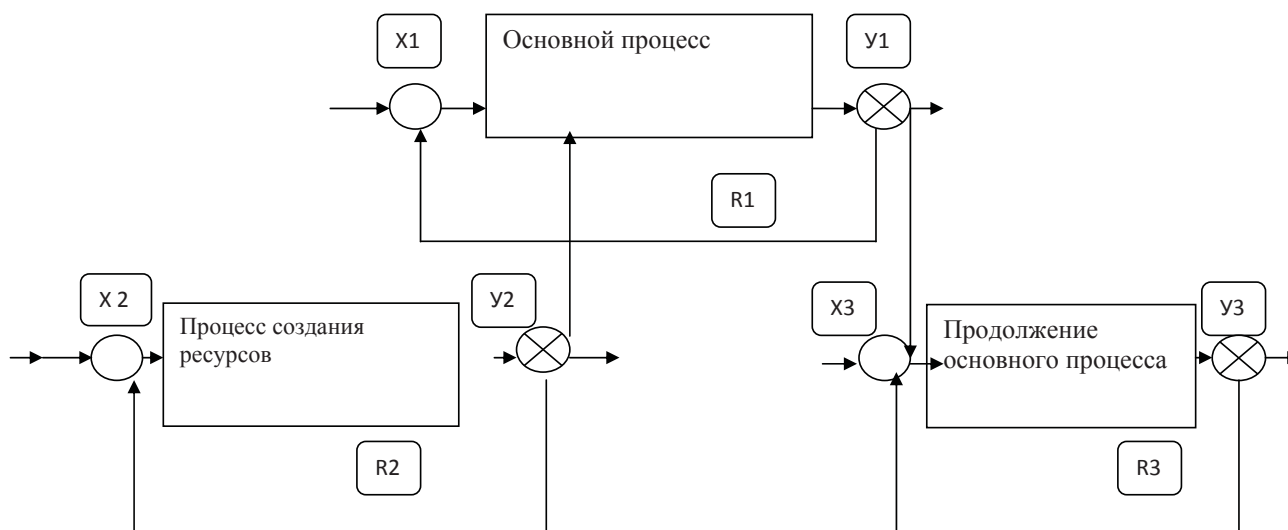 X1
Основной процесс
У1
R1
X 2
Процесс создания
ресурсов
У2
R2
X3
Продолжение
основного процесса
У3
R3